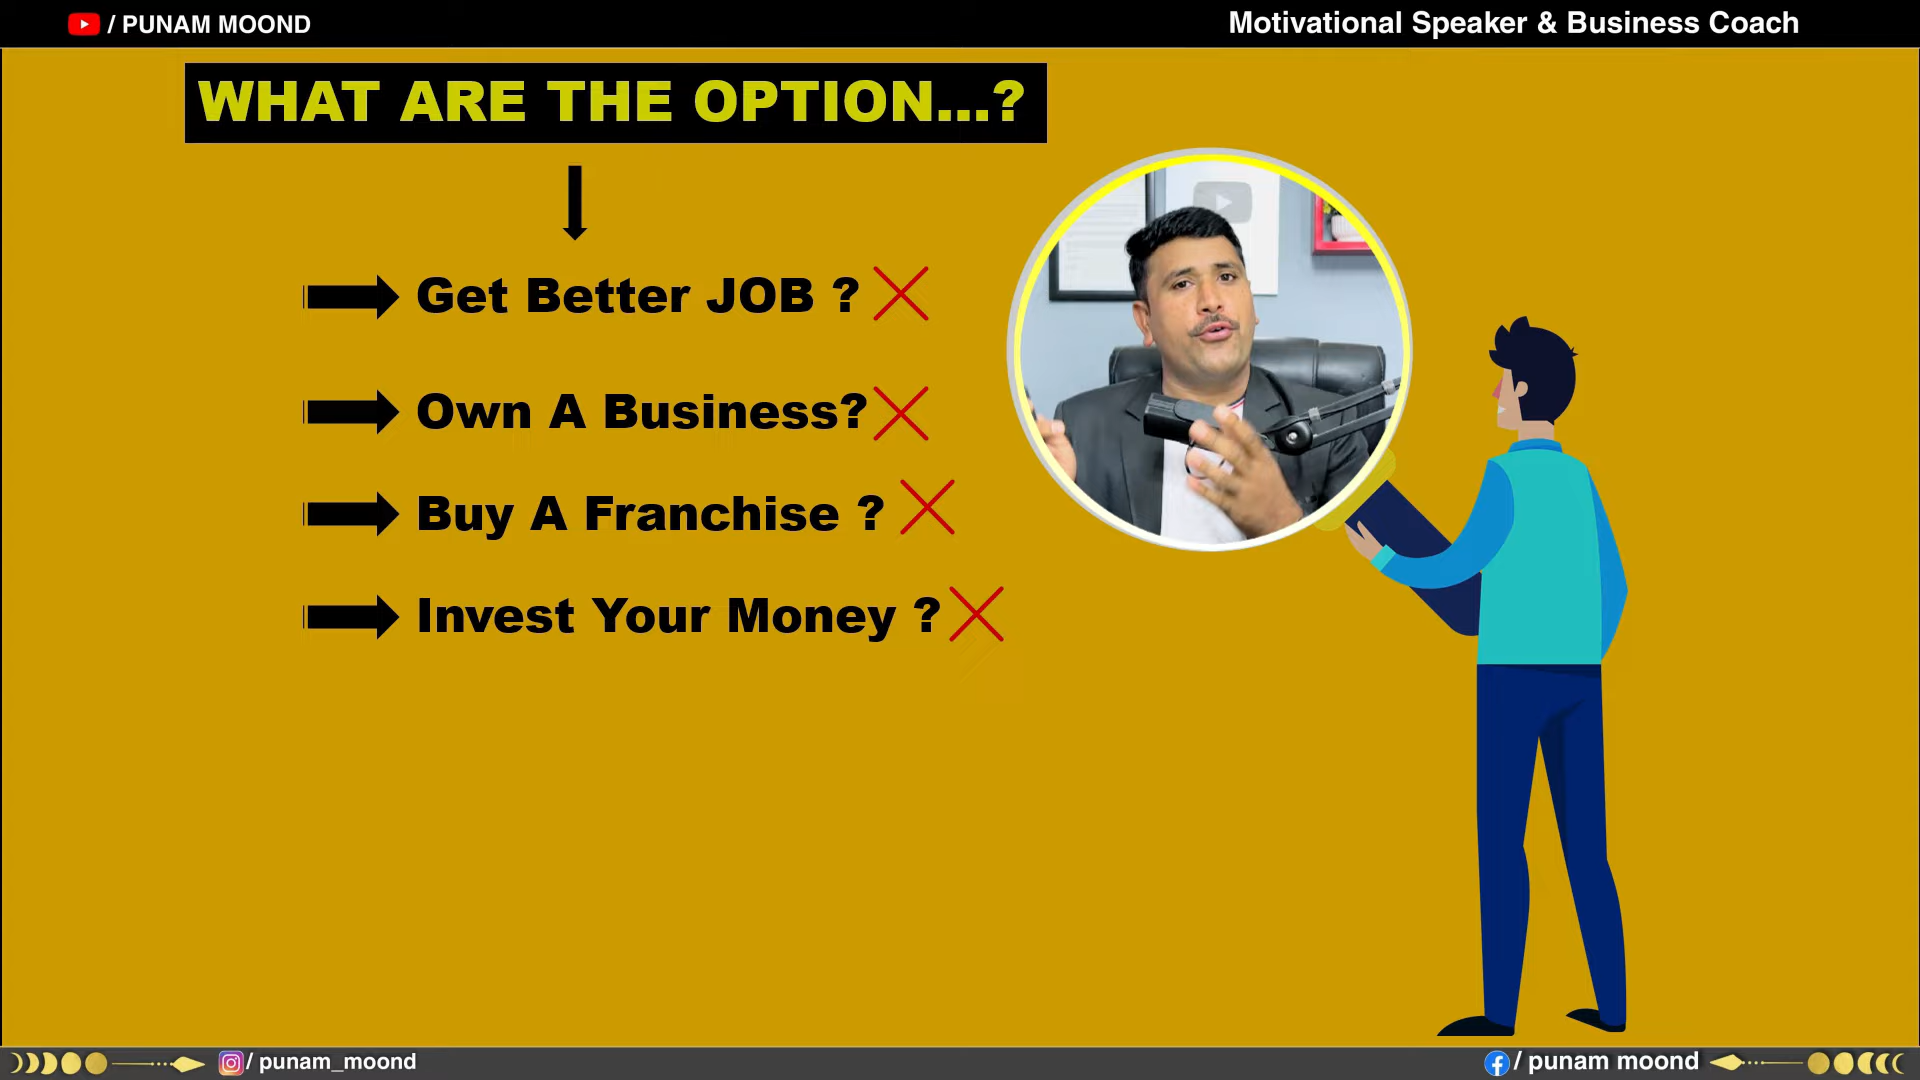 / PUNAM MOOND
Motivational Speaker & Business Coach
WHAT ARE THE OPTION...?
Get Better JOB ?
Own A Business?
Buy A Franchise ?
Invest Your Money ?
/ punam_moond
/ punam moond